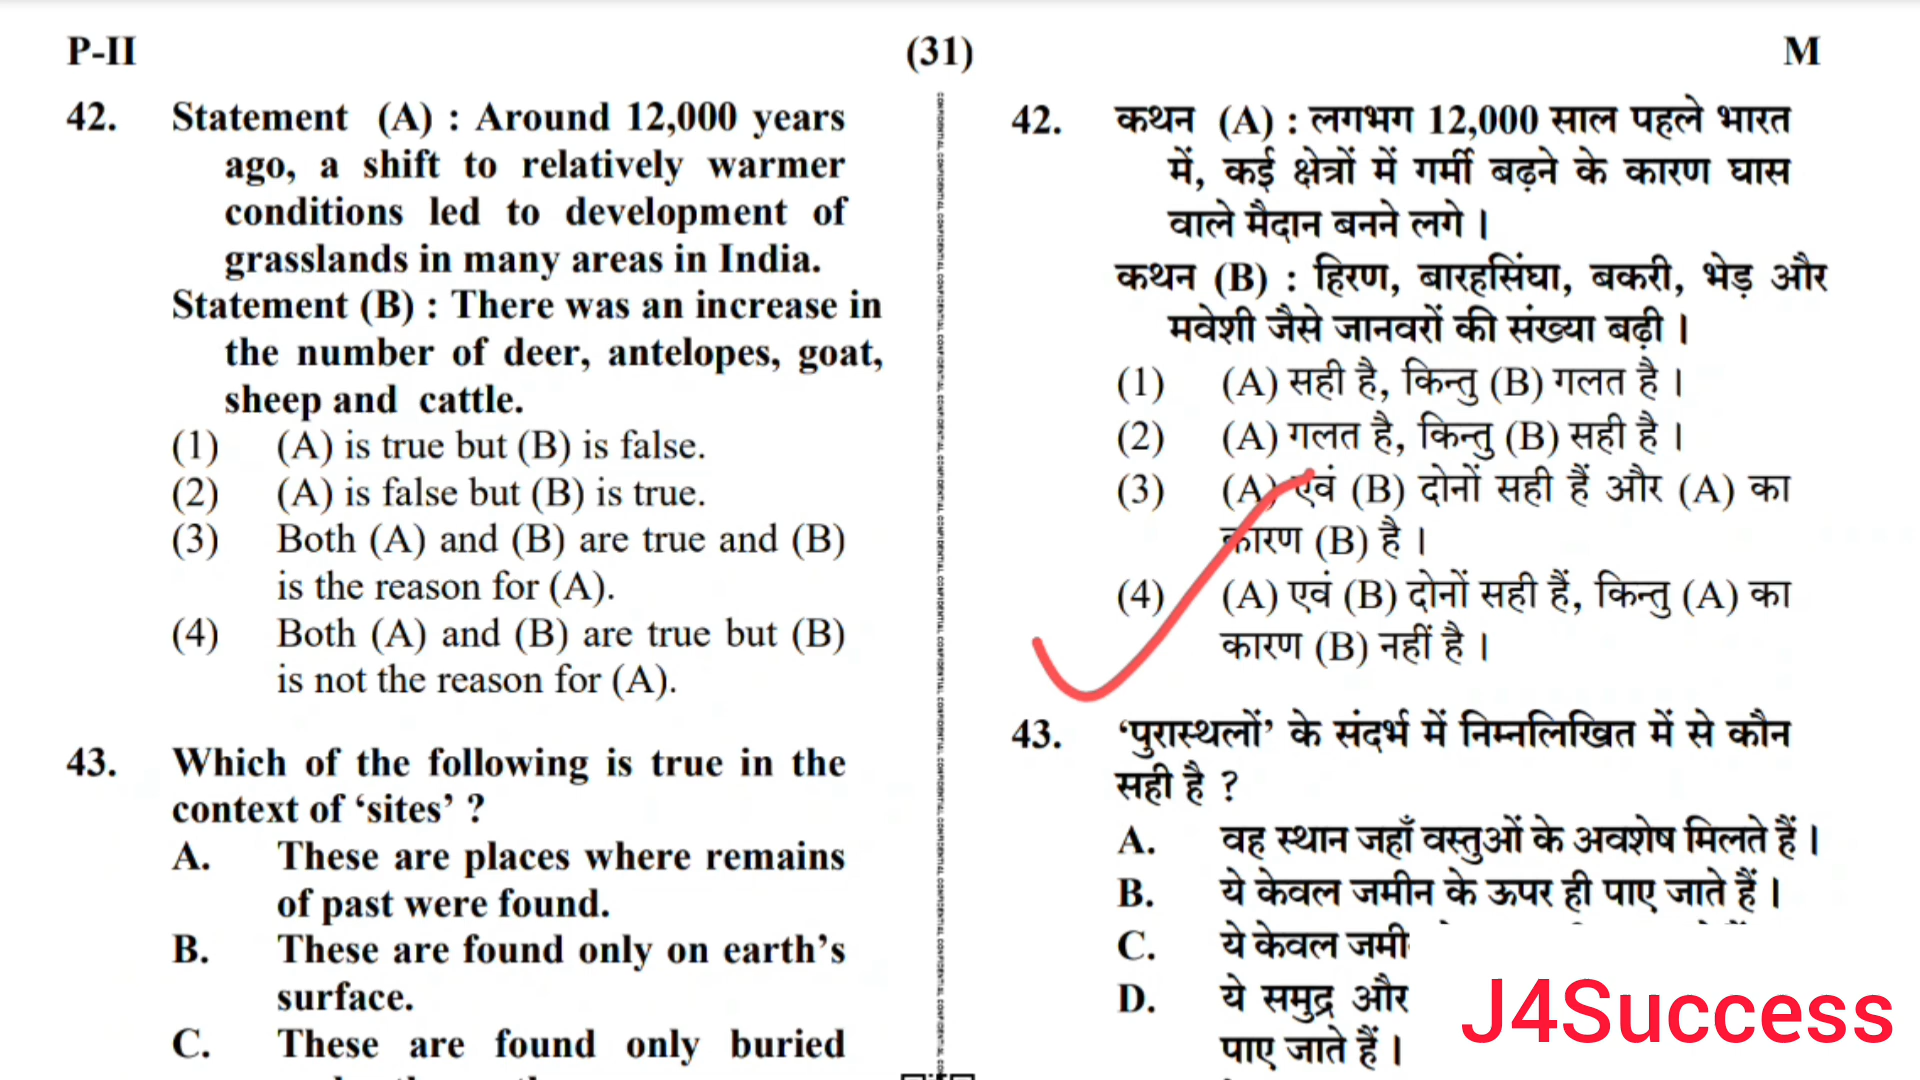 P-II
(31)
M
42. Statement (A) : Around 12,000 years
ago, a shift to relatively warmer
conditions led to development of
grasslands in many areas in India.
Statement (B) : There was an increase in
the number of deer, antelopes, goat,
sheep and cattle.
(1) (A) is true but (B) is false.
(2) (A) is false but (B) is true.
(3) Both (A) and (B) are true and (B)
is the reason for (A).
(4) Both (A) and (B) are true but (B)
is not the reason for (A).
43. Which of the following is true in the
context of ‘sites’ ?
A. These are places where remains
of past were found.
B. These are found only on earth’s
surface.
C. These are found only buried
42. कथन (A) : लगभग 12,000 साल पहले भारत
में, कई क्षेत्रों में गर्मी बढ़ने के कारण घास
वाले मैदान बनने लगे ।
कथन (B) : हिरण, बारहसिंघा, बकरी, भेड़ और
मवेशी जैसे जानवरों की संख्या बढ़ी ।
(1) (A) सही है, किन्तु (B) गलत है ।
(2) (A) गलत है, किन्तु (B) सही है ।
(3) (A) एवं (B) दोनों सही हैं और (A) का
कारण (B) है ।
(4) (A) एवं (B) दोनों सही हैं, किन्तु (A) का
कारण (B) नहीं है ।
43. ‘पुरास्थलों’ के संदर्भ में निम्नलिखित में से कौन
सही है ?
A. वह स्थान जहाँ वस्तुओं के अवशेष मिलते हैं ।
B. ये केवल जमीन के ऊपर ही पाए जाते हैं ।
C. ये केवल जमी
D. ये समुद्र और
पाए जाते हैं ।
J4Success